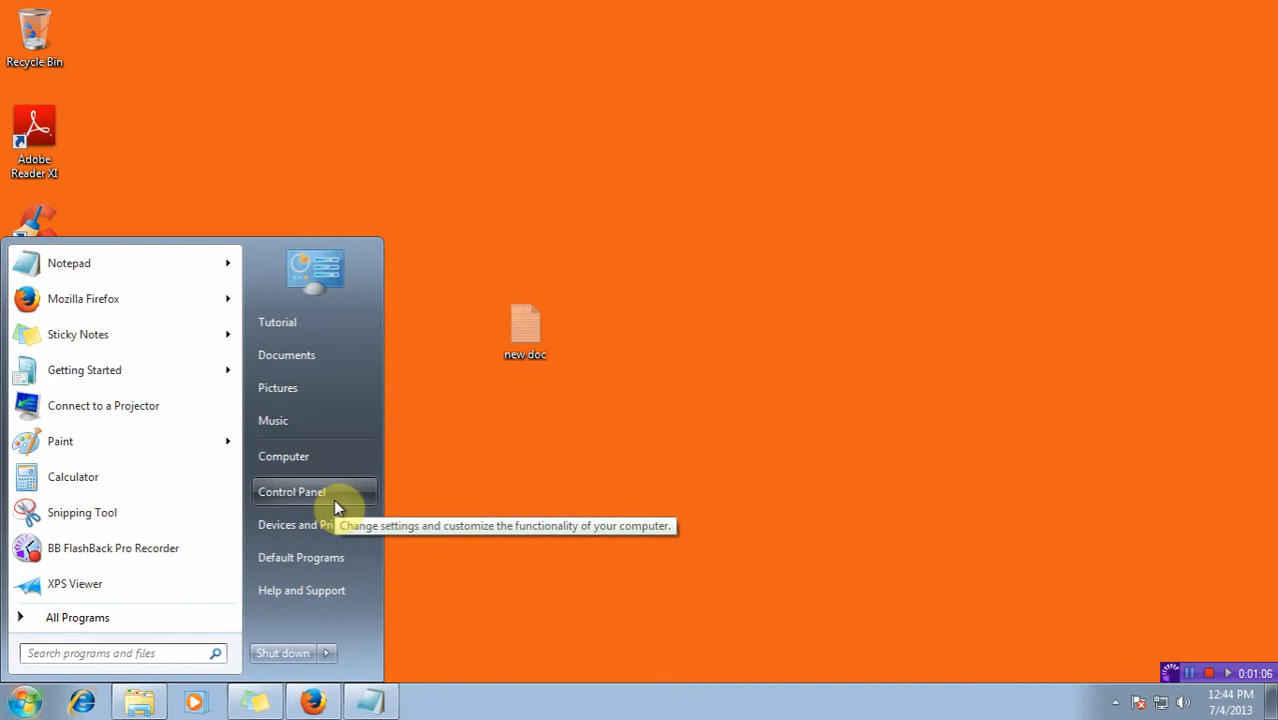 Recycle Bin
Adobe
Reader XI
new doc
Notepad
Mozilla Firefox
Sticky Notes
Getting Started
Connect to a Projector
Paint
Calculator
Snipping Tool
BB FlashBack Pro Recorder
XPS Viewer
All Programs
Search programs and files
Tutorial
Documents
Pictures
Music
Computer
Control Panel
Devices and Pri
Change settings and customize the functionality of your computer.
Default Programs
Help and Support
Shut down
0:01:06
12:44 PM
7/4/2013